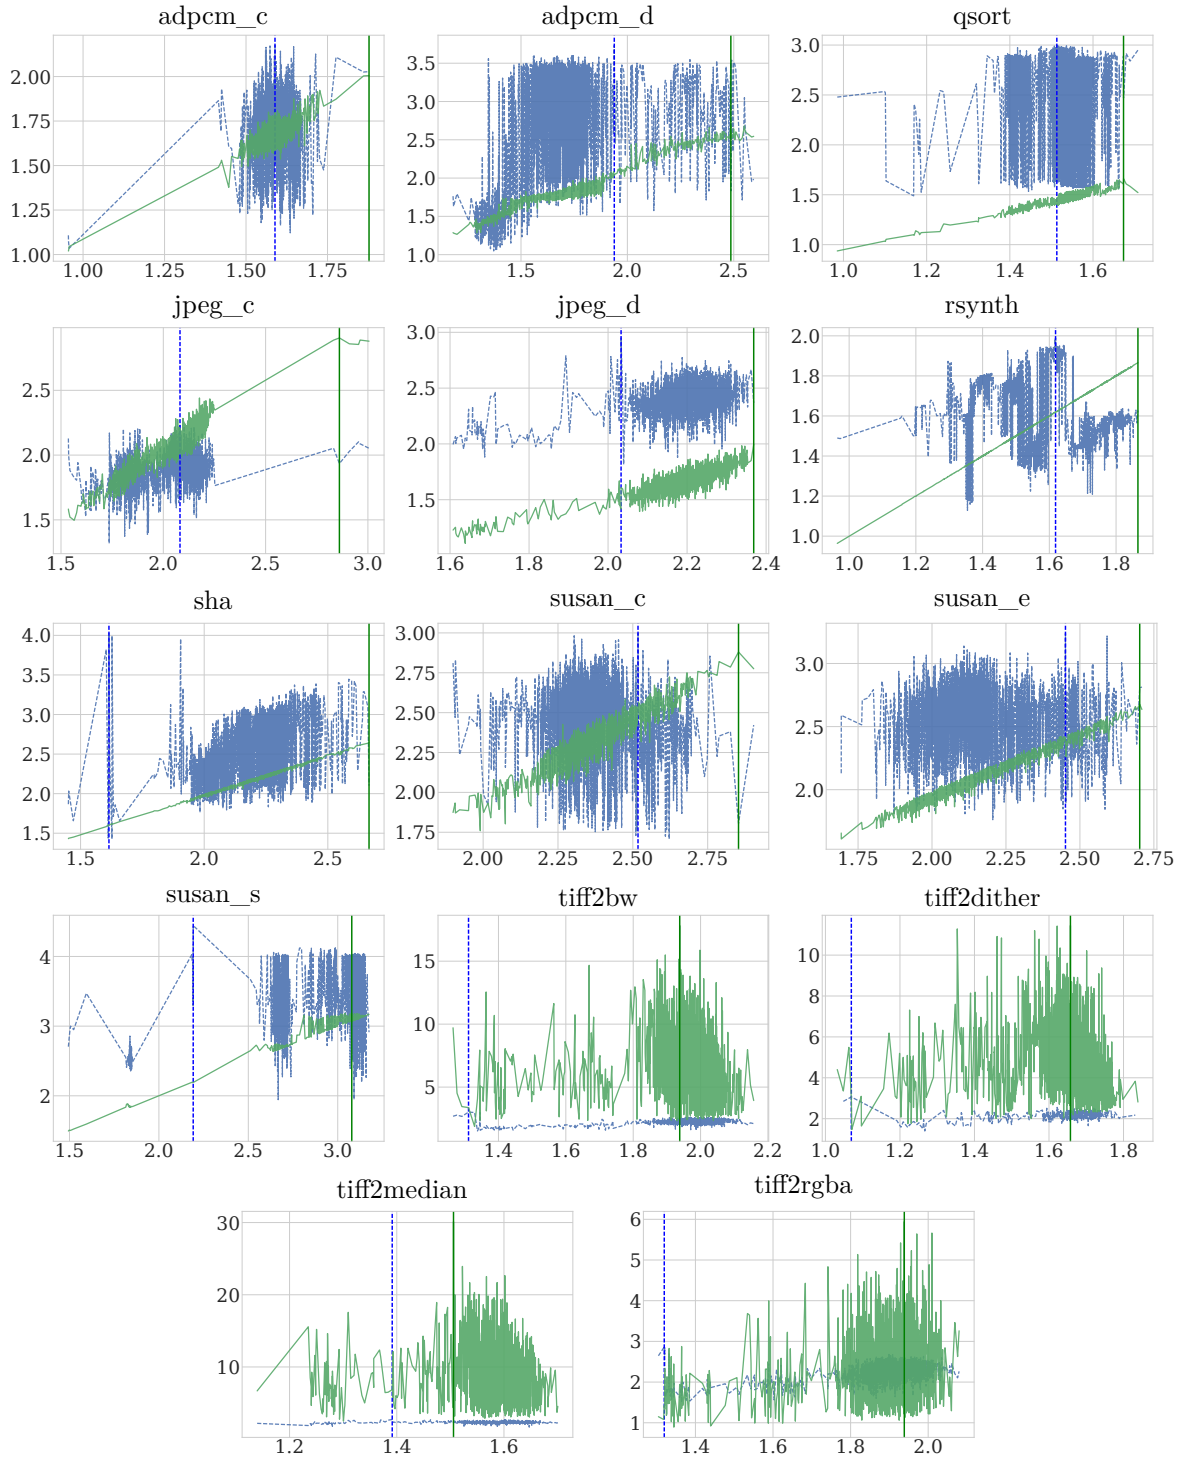 adpcm_c adpcm_d qsort
2.00 1.75 1.50 1.25 1.00
1.00 1.25 1.50 1.75
3.5 3.0 2.5 2.0 1.5 1.0
1.5 2.0 2.5
3.0 2.5 2.0 1.5 1.0
1.0 1.2 1.4 1.6
jpeg_c jpeg_d rsynth
2.5 2.0 1.5
1.5 2.0 2.5 3.0
3.0 2.5 2.0 1.5
1.6 1.8 2.0 2.2 2.4
2.0 1.8 1.6 1.4 1.2 1.0
1.0 1.2 1.4 1.6 1.8
sha susan_c susan_e
4.0 3.5 3.0 2.5 2.0 1.5
1.5 2.0 2.5
3.00 2.75 2.50 2.25 2.00 1.75
2.00 2.25 2.50 2.75
3.0 2.5 2.0
1.75 2.00 2.25 2.50 2.75
susan_s tiff2bw tiff2dither
4 3 2
1.5 2.0 2.5 3.0
15 10 5
1.4 1.6 1.8 2.0 2.2
10 8 6 4 2
1.0 1.2 1.4 1.6 1.8
tiff2median tiff2rgba
30 20 10
1.2 1.4 1.6
6 5 4 3 2 1
1.4 1.6 1.8 2.0